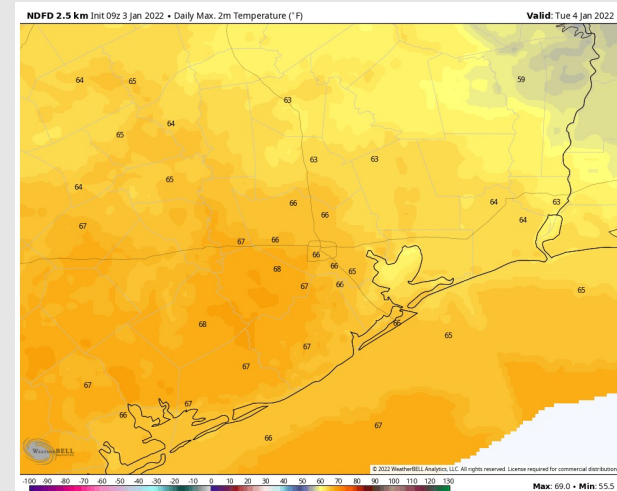 NDFD 2.5 km Init 09z 3 Jan 2022 • Daily Max. 2m Temperature (°F)
Valid: Tue 4 Jan 2022
59
64 65
63
64
65
63 63
65
64
66 64 63
66 64
67
67 66
66
68 66 65
67 66 65
68 66
65
67
67
67
67
66
67
66
WEATHERBELL
© 2022 WeatherBELL Analytics, LLC. All rights reserved. License required for commercial distribution.
-100 -90 -80 -70 -60 -50 -40 -30 -20 -10 0 10 20 30 40 50 60 70 80 90 100 110 120 130
Max: 69.0 • Min: 55.5